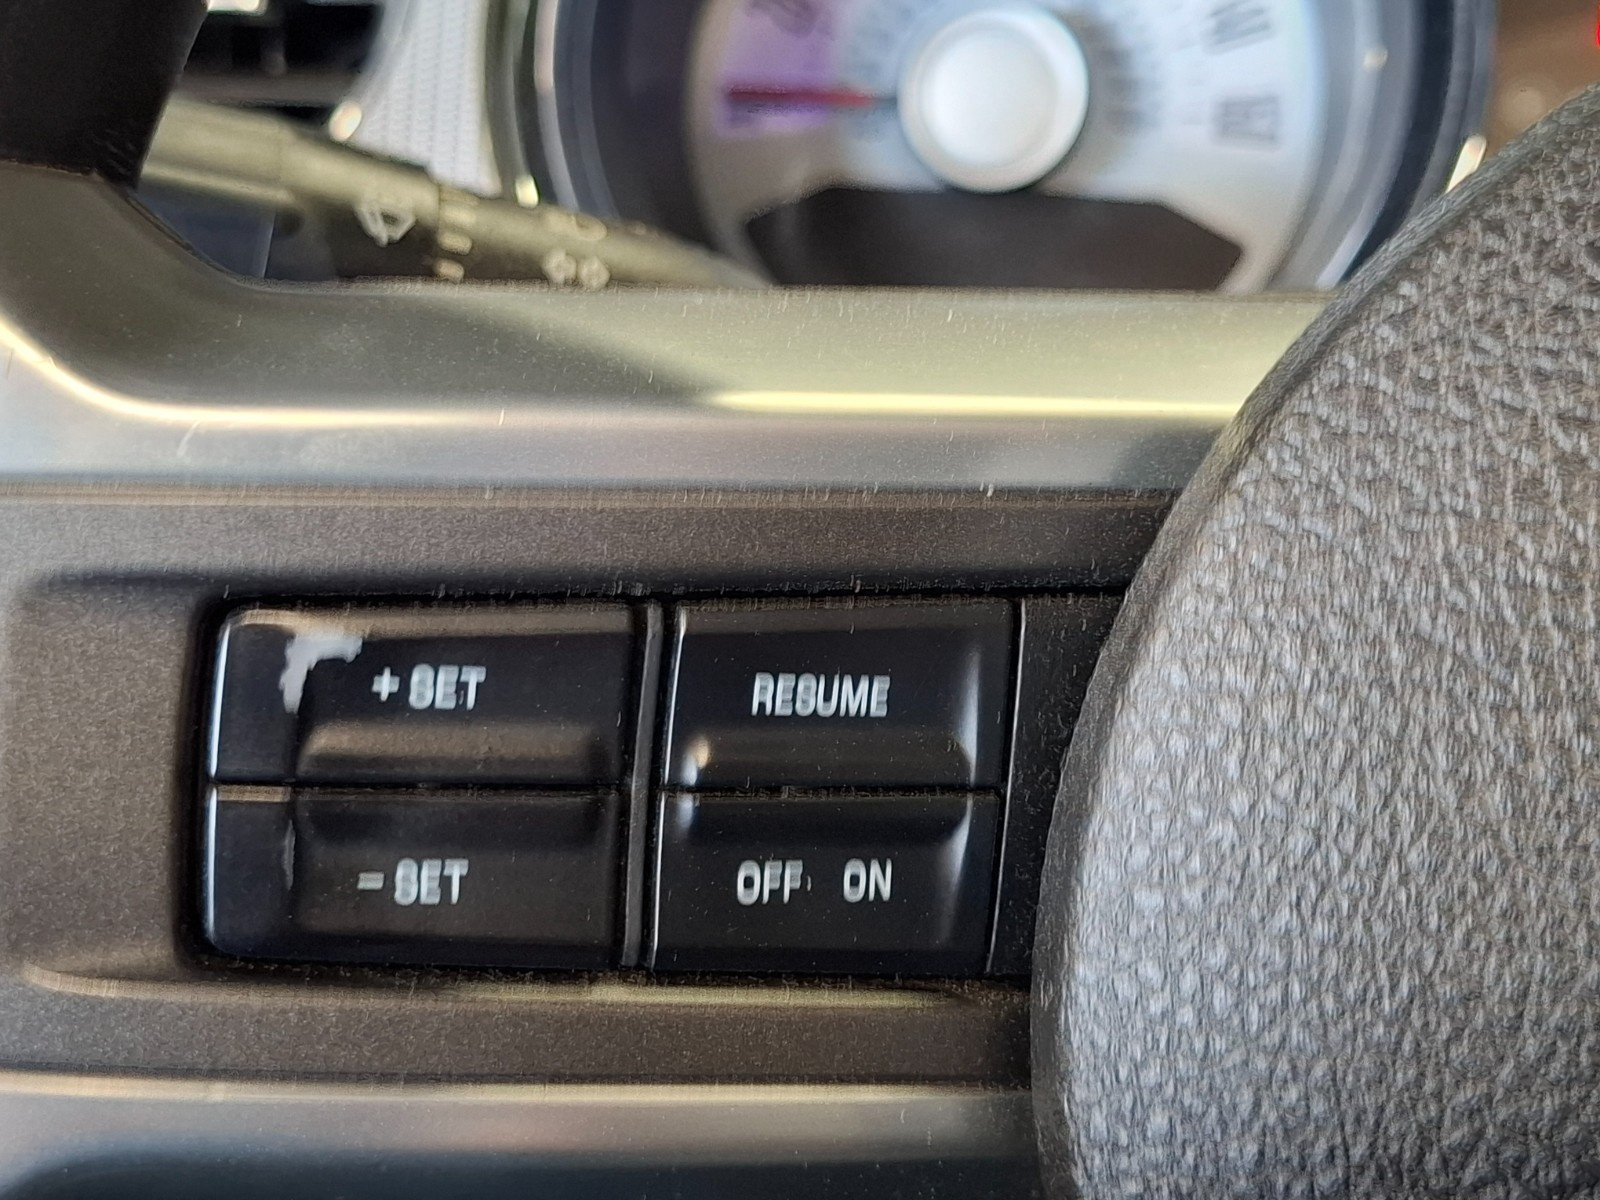 + SET
RESUME
- SET
OFF ON